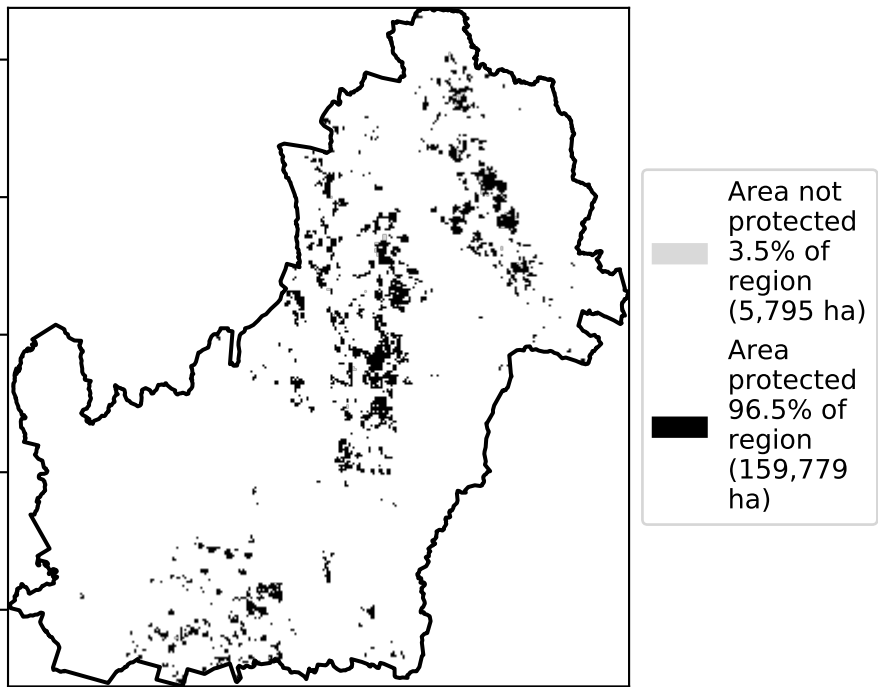 Area not
protected
3.5% of
region
(5,795 ha)
Area
protected
96.5% of
region
(159,779
ha)